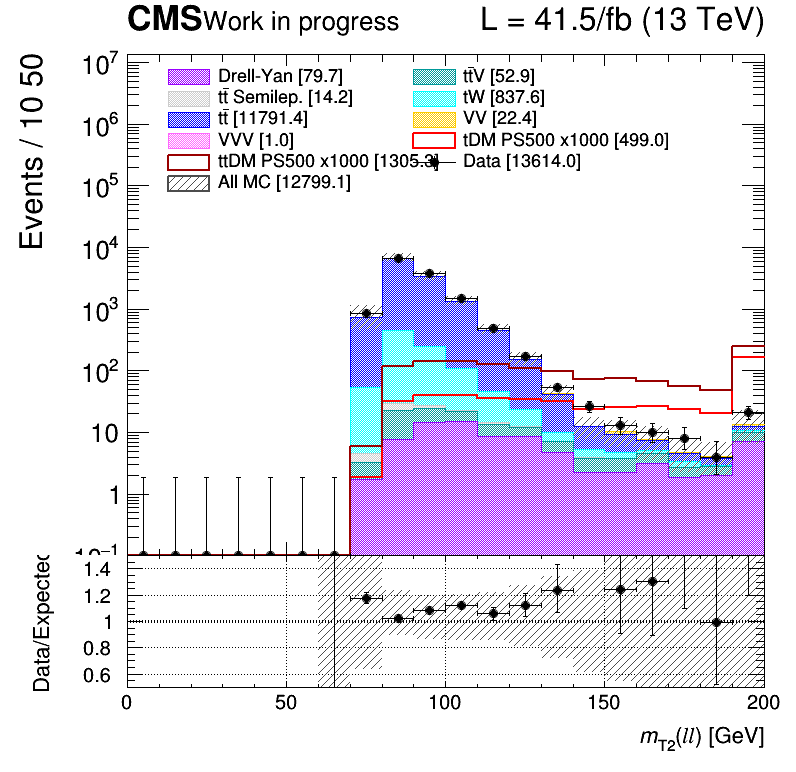 CMS Work in progress L = 41.5/fb (13 TeV)
Events / 10 50
Drell-Yan [79.7] tt̄V [52.9]
tt̄ Semilep. [14.2] tW [837.6]
tt̄ [11791.4] VV [22.4]
VVV [1.0] tDM PS500 x1000 [499.0]
ttDM PS500 x1000 [1305.3] Data [13614.0]
All MC [12799.1]
10⁷
10⁶
10⁵
10⁴
10³
10²
10
1
10⁻¹
Data/Expected
1.4
1.2
1
0.8
0.6
0 50 100 150 200
m_T2(ll) [GeV]